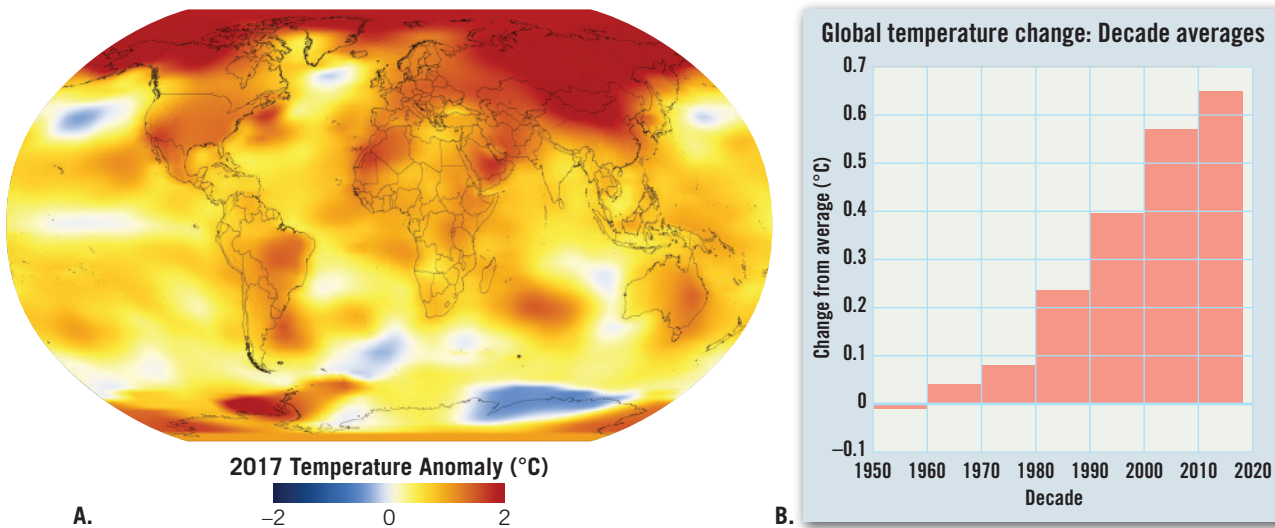 2017 Temperature Anomaly (°C)
−2 0 2
A.
Global temperature change: Decade averages
Change from average (°C)
0.7
0.6
0.5
0.4
0.3
0.2
0.1
0
−0.1
1950 1960 1970 1980 1990 2000 2010 2020
Decade
B.